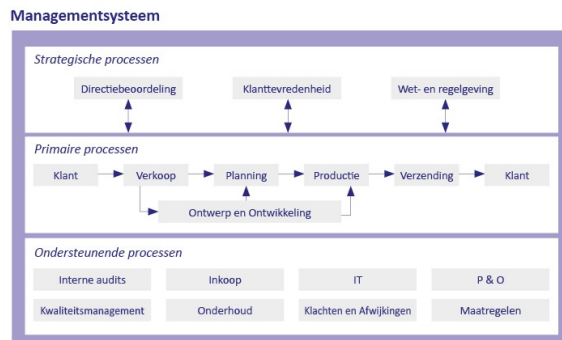 Managementsysteem
Strategische processen
Directiebeoordeling
Klanttevredenheid
Wet- en regelgeving
Primaire processen
Klant
Verkoop
Planning
Productie
Verzending
Klant
Ontwerp en Ontwikkeling
Ondersteunende processen
Interne audits
Inkoop
IT
P & O
Kwaliteitsmanagement
Onderhoud
Klachten en Afwijkingen
Maatregelen